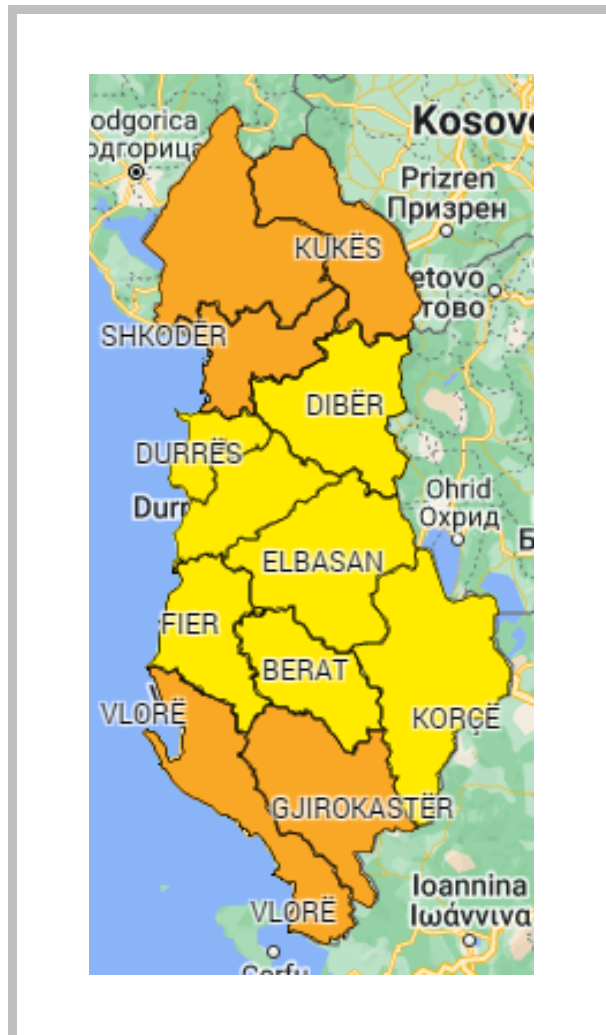 odgorica
одгорица
Kosov
Prizren
Призрен
KUKËS
etovo
тово
SHKODËR
DIBËR
DURRËS
Durr
Ohrid
Охрид
Б
ELBASAN
FIER
BERAT
VLORË
KORÇË
GJIROKASTËR
Ioannina
Ιωάννινα
VLORË
Corfu